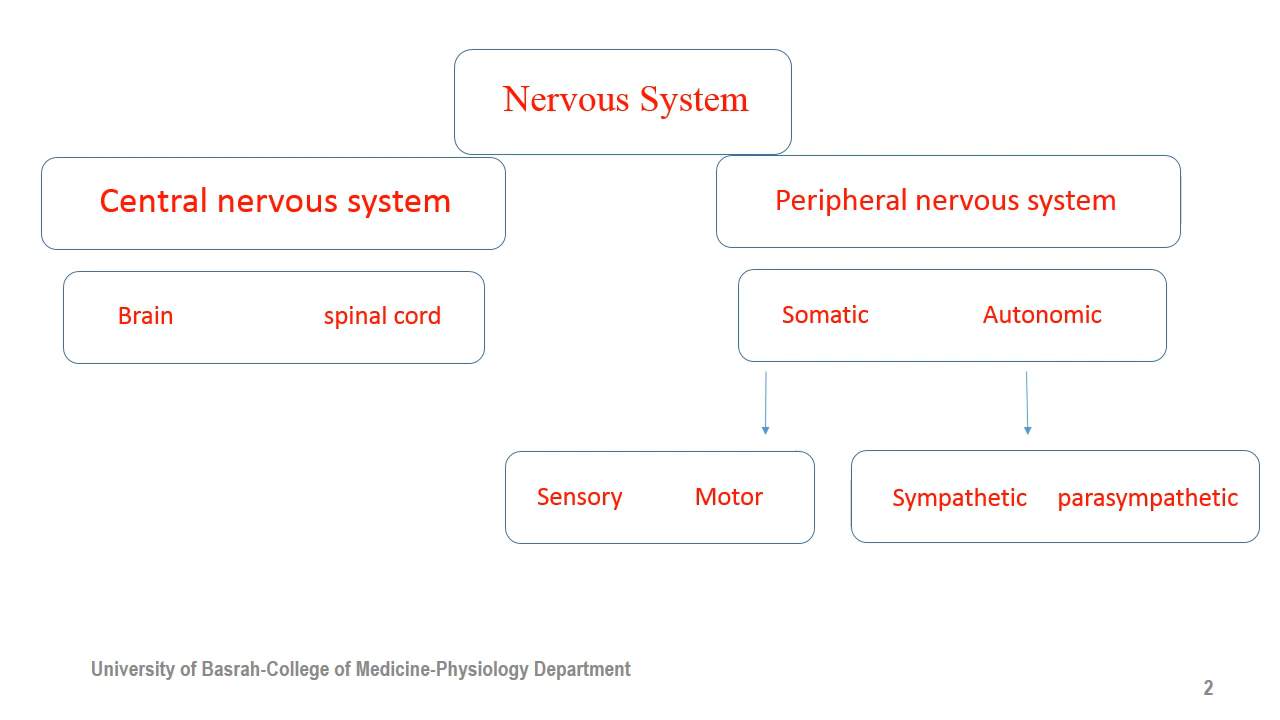 Nervous System
Central nervous system
Peripheral nervous system
Brain spinal cord
Somatic Autonomic
Sensory Motor
Sympathetic parasympathetic
University of Basrah-College of Medicine-Physiology Department
2